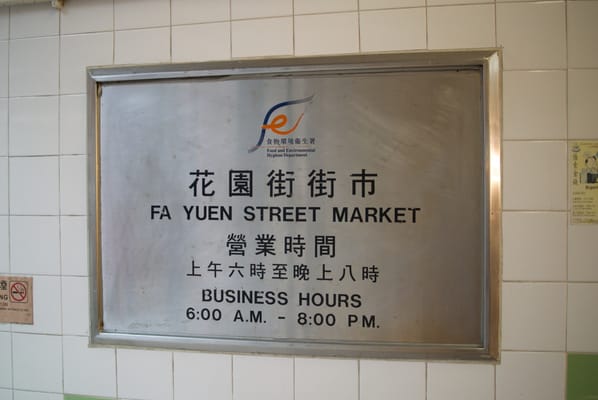 食物環境衞生署
Food and Environmental
Hygiene Department
花園街街市
FA YUEN STREET MARKET
營業時間
上午六時至晚上八時
BUSINESS HOURS
6:00 A.M. - 8:00 P.M.